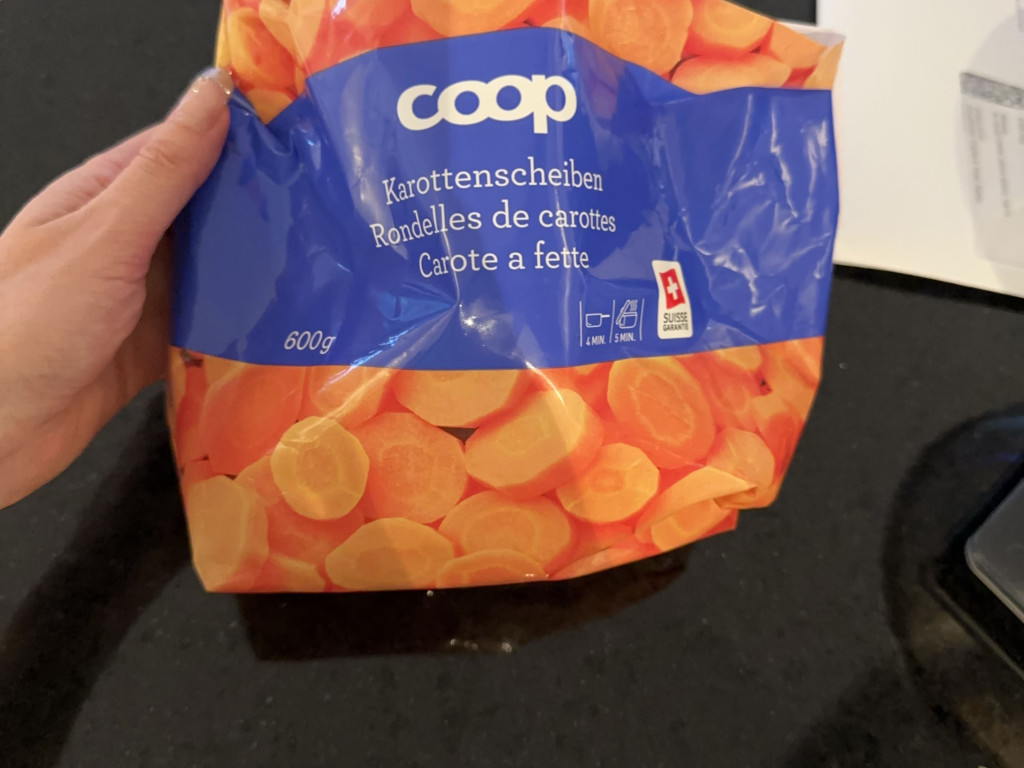 coop
Karottenscheiben
Rondelles de carottes
Carote a fette
600g
4 MIN. 5 MIN.
SUISSE
GARANTIE